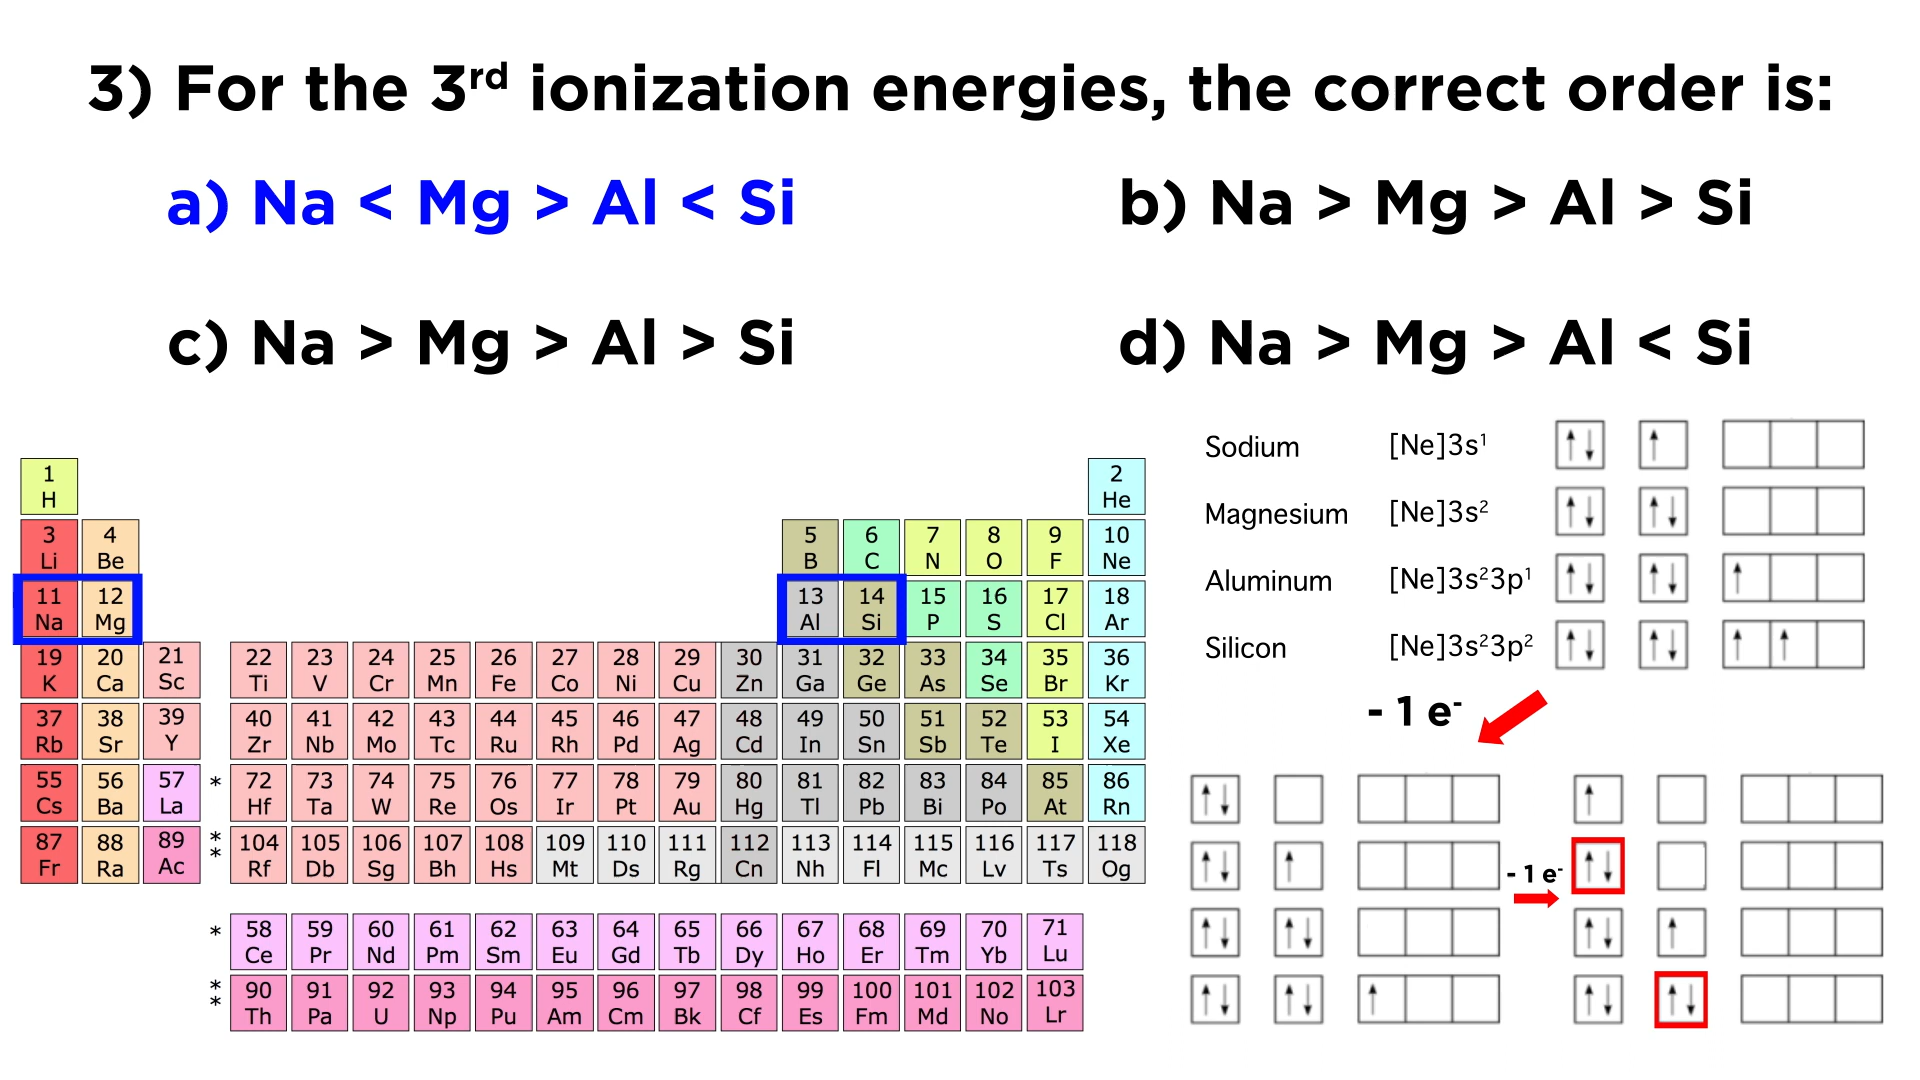 3) For the 3rd ionization energies, the correct order is:
a) Na < Mg > Al < Si
b) Na > Mg > Al > Si
c) Na > Mg > Al > Si
d) Na > Mg > Al < Si
Sodium [Ne]3s¹
Magnesium [Ne]3s²
Aluminum [Ne]3s²3p¹
Silicon [Ne]3s²3p²
- 1 e⁻
- 1 e⁻
1 2
H He
3 4 5 6 7 8 9 10
Li Be B C N O F Ne
11 12 13 14 15 16 17 18
Na Mg Al Si P S Cl Ar
19 20 21 22 23 24 25 26 27 28 29 30 31 32 33 34 35 36
K Ca Sc Ti V Cr Mn Fe Co Ni Cu Zn Ga Ge As Se Br Kr
37 38 39 40 41 42 43 44 45 46 47 48 49 50 51 52 53 54
Rb Sr Y Zr Nb Mo Tc Ru Rh Pd Ag Cd In Sn Sb Te I Xe
55 56 57 * 72 73 74 75 76 77 78 79 80 81 82 83 84 85 86
Cs Ba La Hf Ta W Re Os Ir Pt Au Hg Tl Pb Bi Po At Rn
87 88 89 * 104 105 106 107 108 109 110 111 112 113 114 115 116 117 118
Fr Ra Ac * Rf Db Sg Bh Hs Mt Ds Rg Cn Nh Fl Mc Lv Ts Og
* 58 59 60 61 62 63 64 65 66 67 68 69 70 71
Ce Pr Nd Pm Sm Eu Gd Tb Dy Ho Er Tm Yb Lu
* 90 91 92 93 94 95 96 97 98 99 100 101 102 103
* Th Pa U Np Pu Am Cm Bk Cf Es Fm Md No Lr